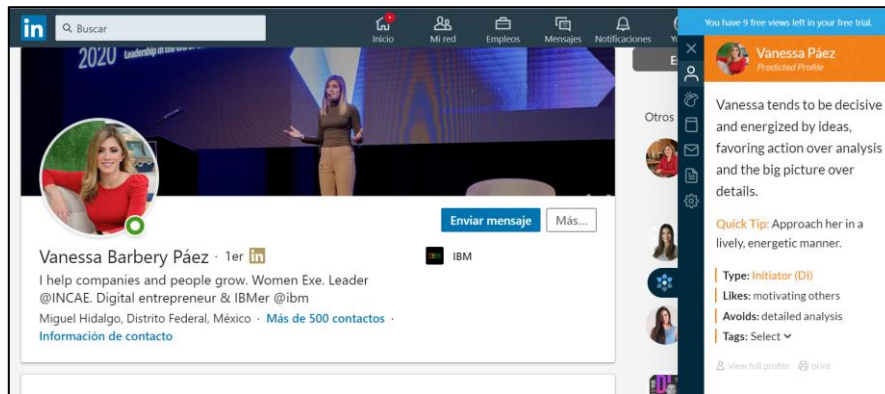 in
Buscar
Inicio
Mi red
Empleos
Mensajes
Notificaciones
2020 Leadership in the
Enviar mensaje
Más...
Vanessa Barbery Páez · 1er in
IBM
I help companies and people grow. Women Exe. Leader
@INCAE. Digital entrepreneur & IBMer @ibm
Miguel Hidalgo, Distrito Federal, México · Más de 500 contactos ·
Información de contacto
Otros
You have 9 free views left in your free trial.
Vanessa Páez
Predicted Profile
Vanessa tends to be decisive
and energized by ideas,
favoring action over analysis
and the big picture over
details.
Quick Tip: Approach her in a
lively, energetic manner.
Type: Initiator (DI)
Likes: motivating others
Avoids: detailed analysis
Tags: Select
view full profile
print